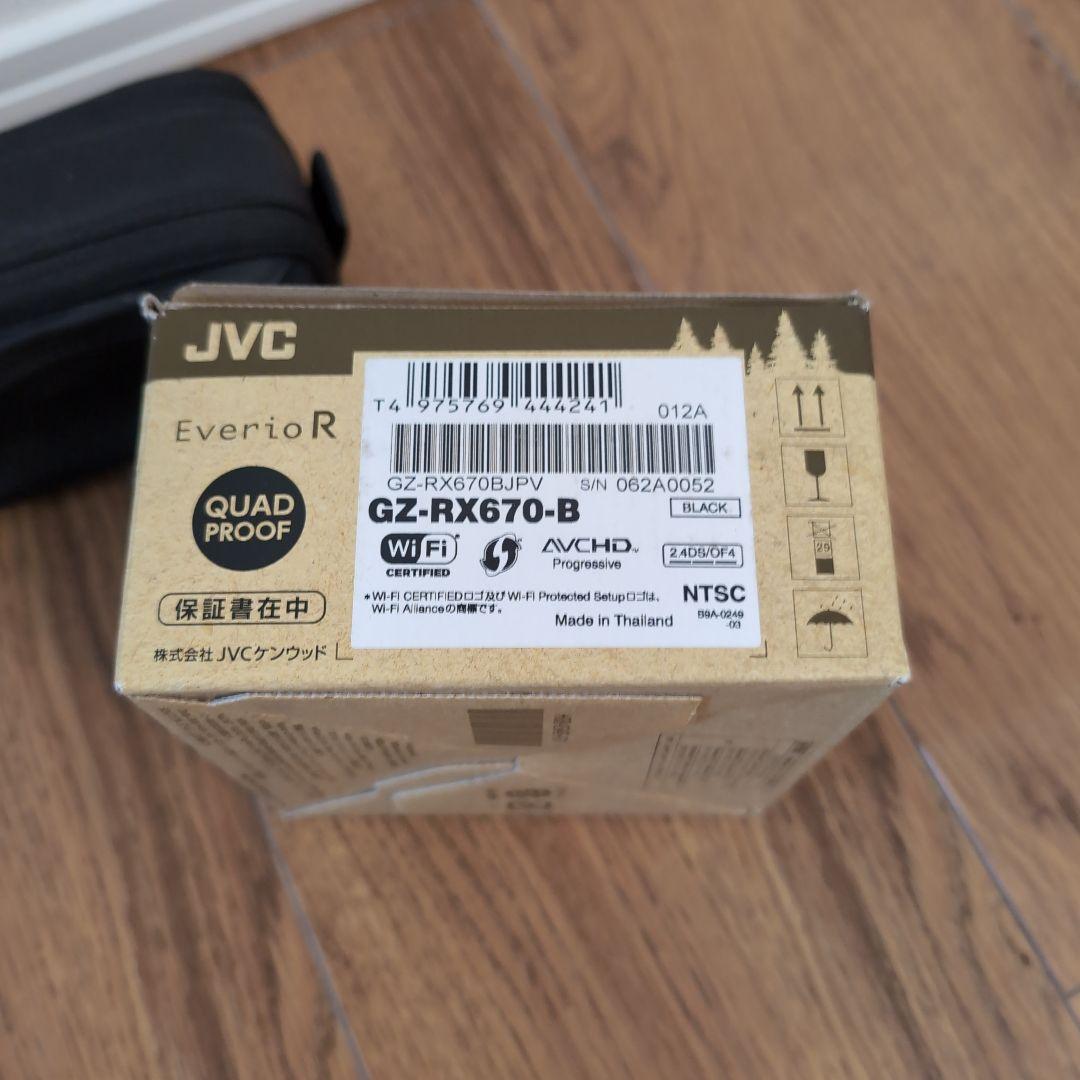 JVC
Everio R
QUAD
PROOF
保証書在中
株式会社 JVCケンウッド
T4 975769 444241
012A
GZ-RX670BJPV S/N 062A0052
GZ-RX670-B BLACK
Wi Fi
CERTIFIED
AVCHD™
Progressive
2.4DS/OF4
*Wi-Fi CERTIFIEDロゴ及びWi-Fi Protected Setupロゴは、
Wi-Fi Allianceの商標です。
NTSC
Made in Thailand
B9A-0249
-03
29